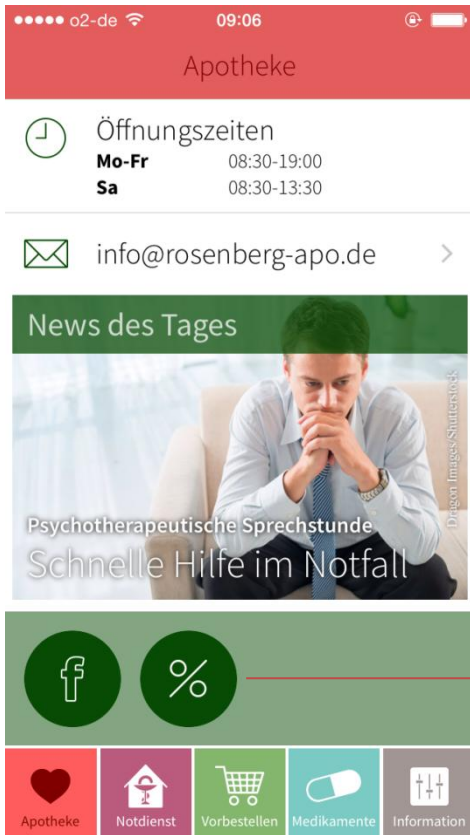 o2-de 09:06
Apotheke
Öffnungszeiten
Mo-Fr 08:30-19:00
Sa 08:30-13:30
info@rosenberg-apo.de
News des Tages
Dragon Images/Shutterstock
Psychotherapeutische Sprechstunde
Schnelle Hilfe im Notfall
f %
Apotheke Notdienst Vorbestellen Medikamente Information